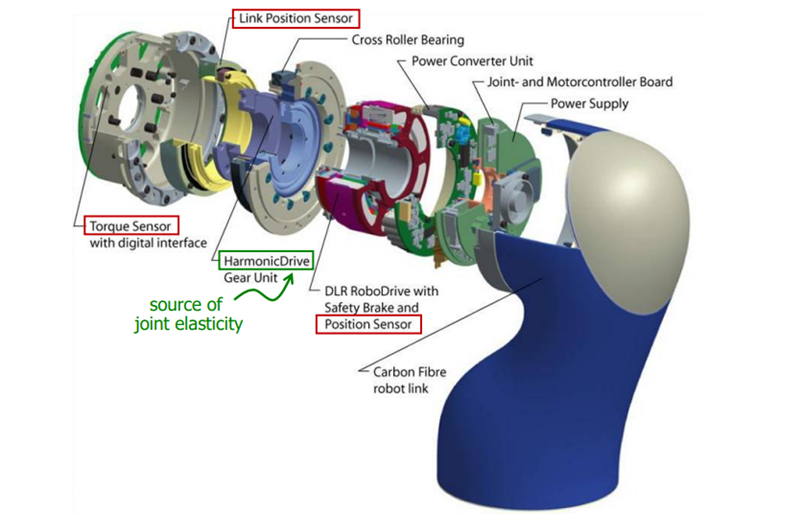 Link Position Sensor
Cross Roller Bearing
Power Converter Unit
Joint- and Motorcontroller Board
Power Supply
Torque Sensor
with digital interface
HarmonicDrive
Gear Unit
source of
joint elasticity
DLR RoboDrive with
Safety Brake and
Position Sensor
Carbon Fibre
robot link